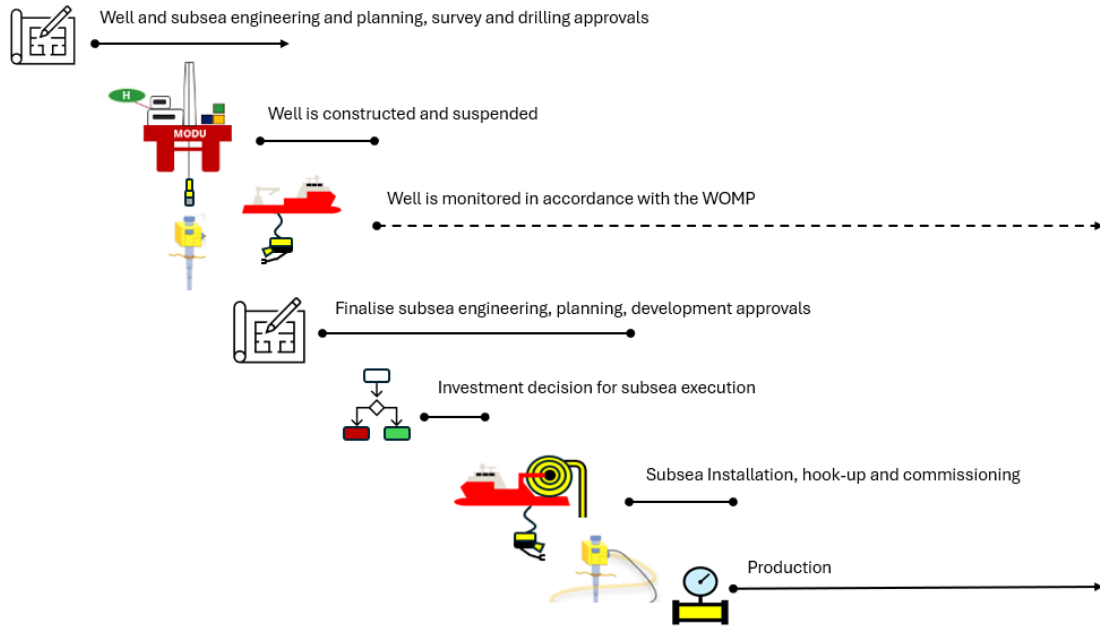 Well and subsea engineering and planning, survey and drilling approvals
H
MODU
Well is constructed and suspended
Well is monitored in accordance with the WOMP
Finalise subsea engineering, planning, development approvals
Investment decision for subsea execution
Subsea Installation, hook-up and commissioning
Production